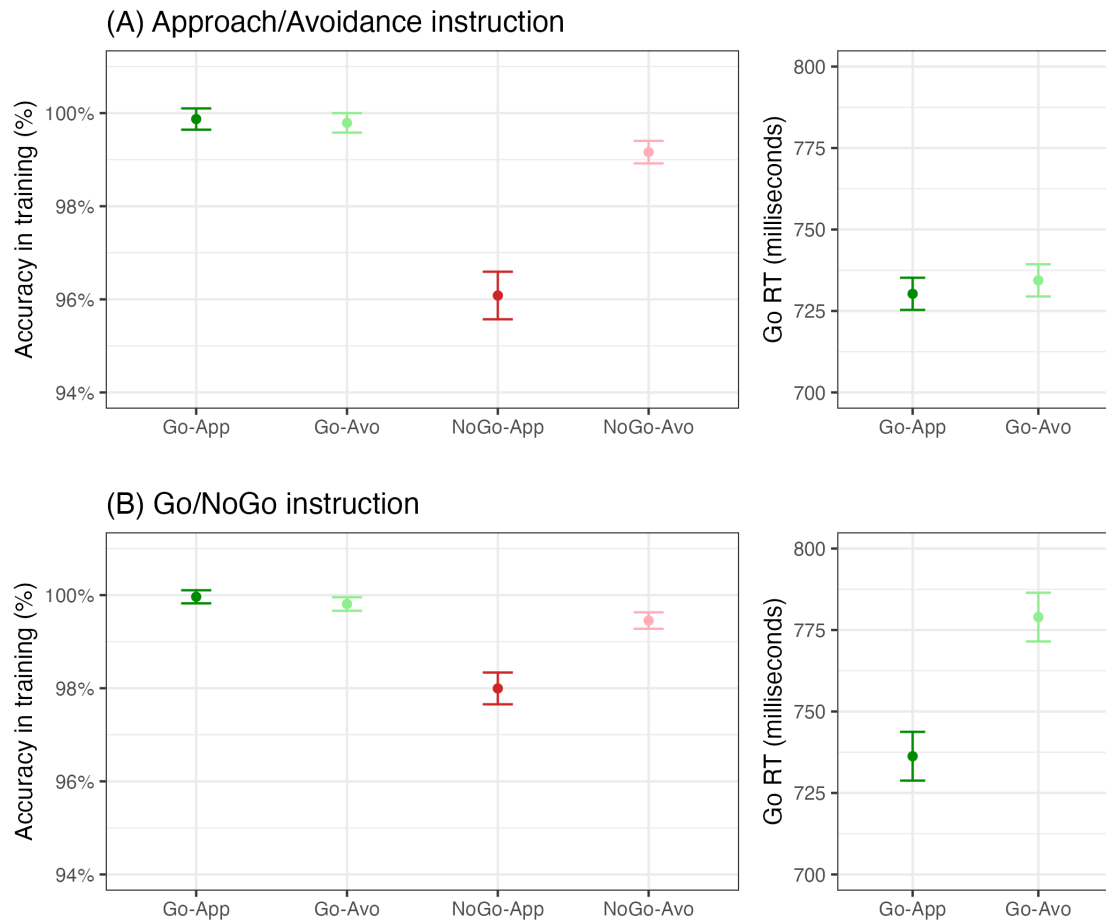 (A) Approach/Avoidance instruction
Accuracy in training (%)
100%
98%
96%
94%
Go-App Go-Avo NoGo-App NoGo-Avo
Go RT (milliseconds)
800
775
750
725
700
Go-App Go-Avo
(B) Go/NoGo instruction
Accuracy in training (%)
100%
98%
96%
94%
Go-App Go-Avo NoGo-App NoGo-Avo
Go RT (milliseconds)
800
775
750
725
700
Go-App Go-Avo